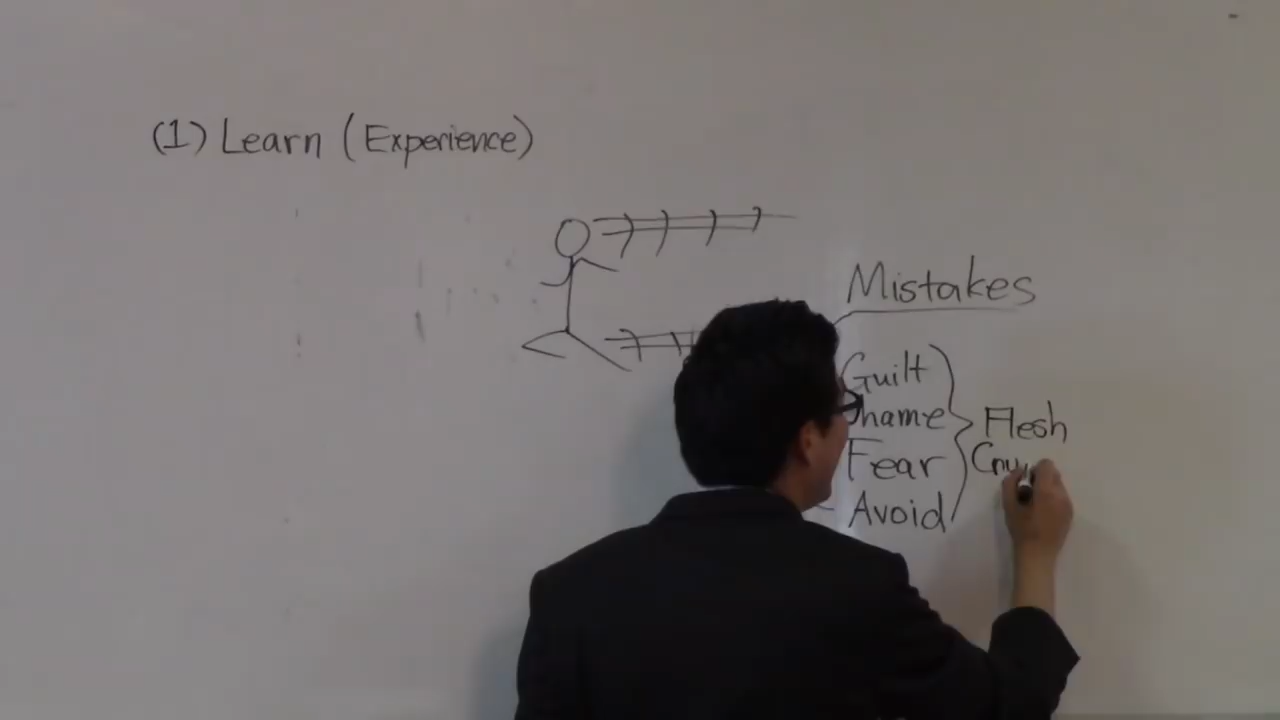 (1) Learn (Experience)
Mistakes
Guilt
Shame
Fear
Avoid
Flesh